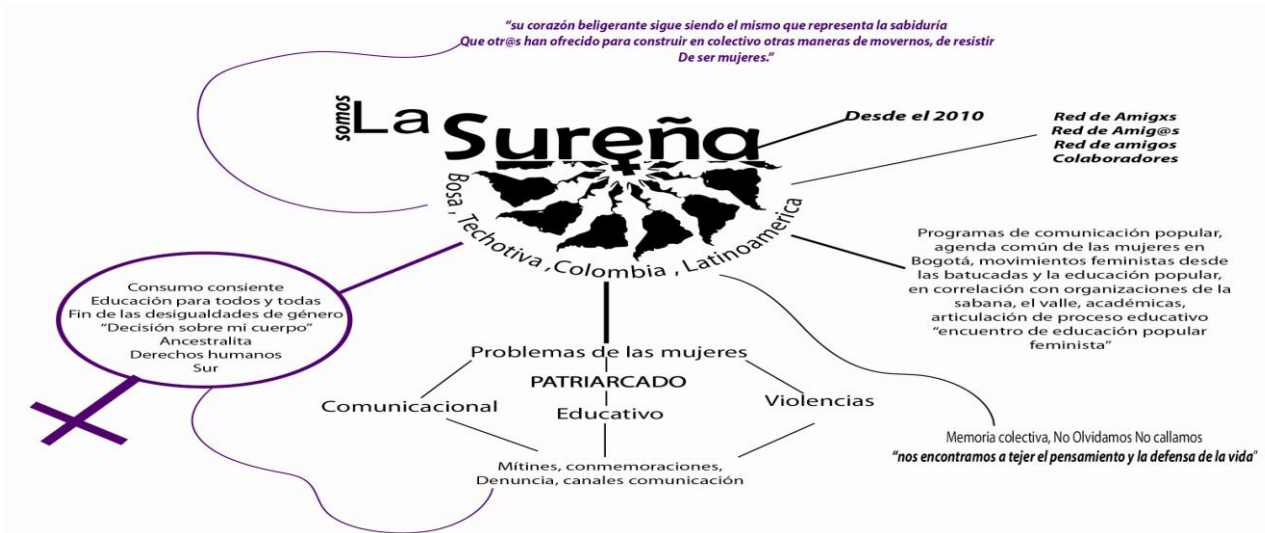 “su corazón beligerante sigue siendo el mismo que representa la sabiduría
Que otr@s han ofrecido para construir en colectivo otras maneras de movernos, de resistir
De ser mujeres.”
somos
La
Sureña
Desde el 2010
Red de Amigxs
Red de Amig@s
Red de amigos
Colaboradores
Bosa , Techotiva , Colombia , Latinoamerica
Programas de comunicación popular,
agenda común de las mujeres en
Bogotá, movimientos feministas desde
las batucadas y la educación popular,
en correlación con organizaciones de la
sabana, el valle, académicas,
articulación de proceso educativo
“encuentro de educación popular
feminista”
Consumo consiente
Educación para todos y todas
Fin de las desigualdades de género
“Decisión sobre mi cuerpo”
Ancestralita
Derechos humanos
Sur
Problemas de las mujeres
PATRIARCADO
Comunicacional
Educativo
Violencias
Mítines, conmemoraciones,
Denuncia, canales comunicación
Memoria colectiva, No Olvidamos No callamos
“nos encontramos a tejer el pensamiento y la defensa de la vida”